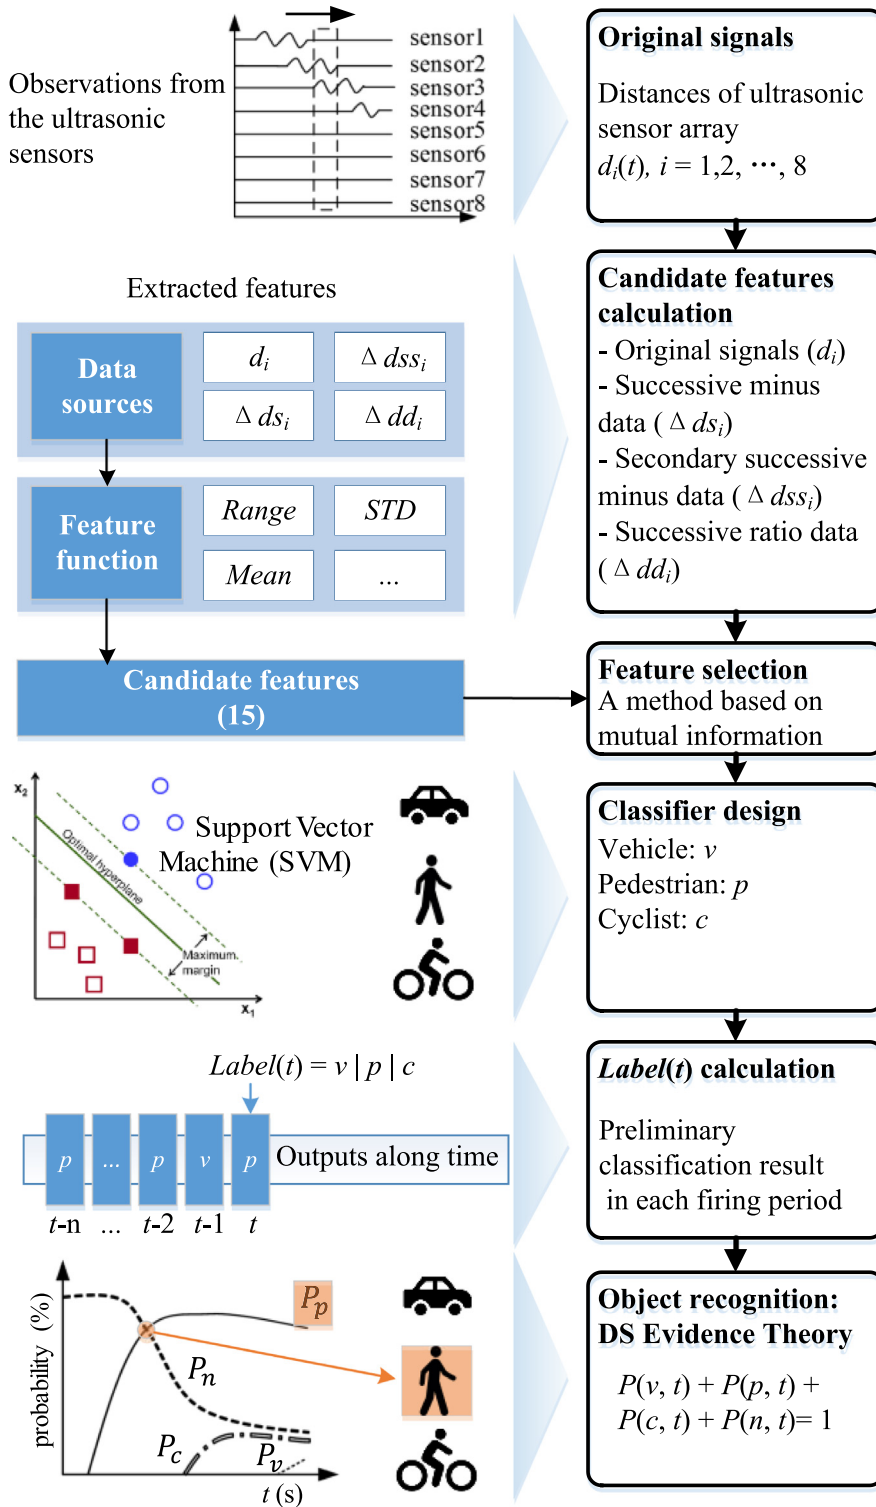 Observations from
the ultrasonic
sensors
sensor1
sensor2
sensor3
sensor4
sensor5
sensor6
sensor7
sensor8
Original signals
Distances of ultrasonic
sensor array
dᵢ(t), i = 1,2, ···, 8
Extracted features
Data
sources
dᵢ
Δ dssᵢ
Δ dsᵢ
Δ ddᵢ
Feature
function
Range
STD
Mean
...
Candidate features
(15)
Candidate features
calculation
- Original signals (dᵢ)
- Successive minus
data ( Δ dsᵢ)
- Secondary successive
minus data ( Δ dssᵢ)
- Successive ratio data
( Δ ddᵢ)
Feature selection
A method based on
mutual information
x₂
Optimal hyperplane
Support Vector
Machine (SVM)
Maximum
margin
x₁
Classifier design
Vehicle: v
Pedestrian: p
Cyclist: c
Label(t) = v | p | c
p
...
p
v
p
Outputs along time
t-n
...
t-2
t-1
t
Label(t) calculation
Preliminary
classification result
in each firing period
probability (%)
Pₚ
Pₙ
P_c
Pᵥ
t (s)
Object recognition:
DS Evidence Theory
P(v, t) + P(p, t) +
P(c, t) + P(n, t)= 1